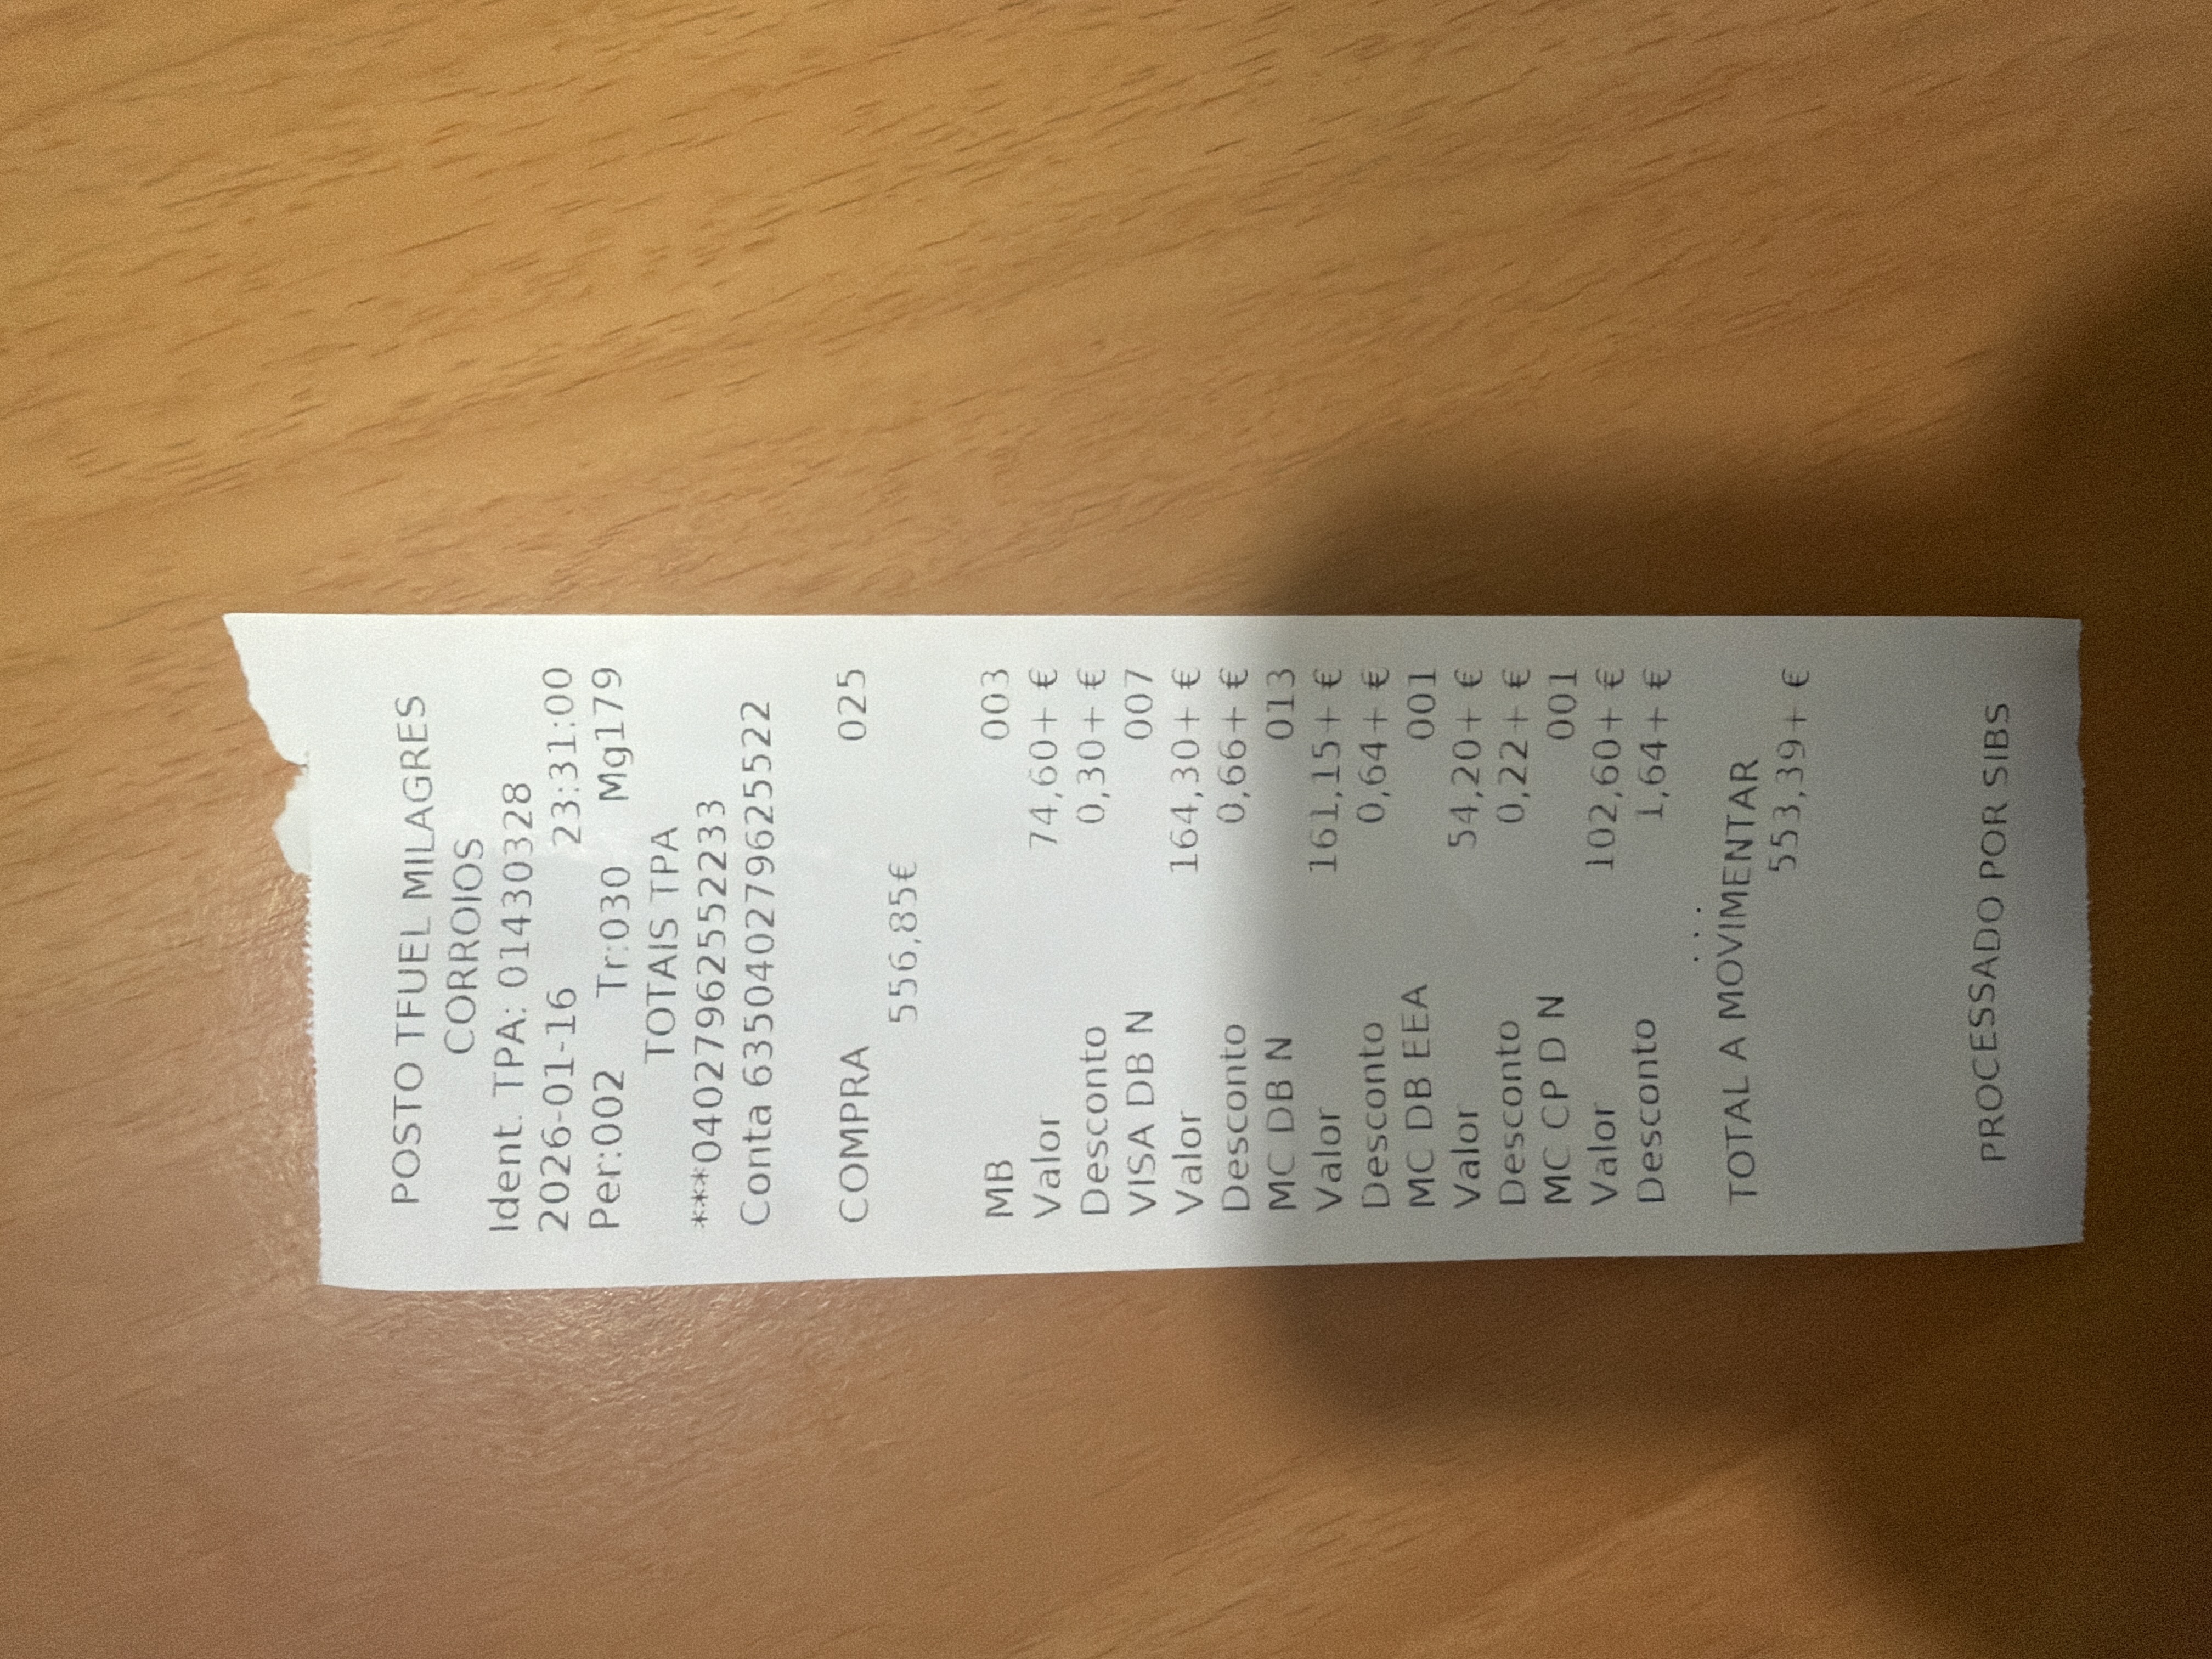 POSTO TFUEL MILAGRES
CORROIOS
Ident. TPA: 01430328
2026-01-16 23:31:00
Per:002 Tr:030 Mg179
TOTAIS TPA
***0402796255552233
Conta 63504027962525522
COMPRA 025
556,85€
MB 003
Valor 74,60+€
Desconto 0,30+€
VISA DB N 007
Valor 164,30+€
Desconto 0,66+€
MC DB N 013
Valor 161,15+€
Desconto 0,64+€
MC DB EEA 001
Valor 54,20+€
Desconto 0,22+€
MC CP D N 001
Valor 102,60+€
Desconto 1,64+€
TOTAL A MOVIMENTAR
553,39+€
PROCESSADO POR SIBS